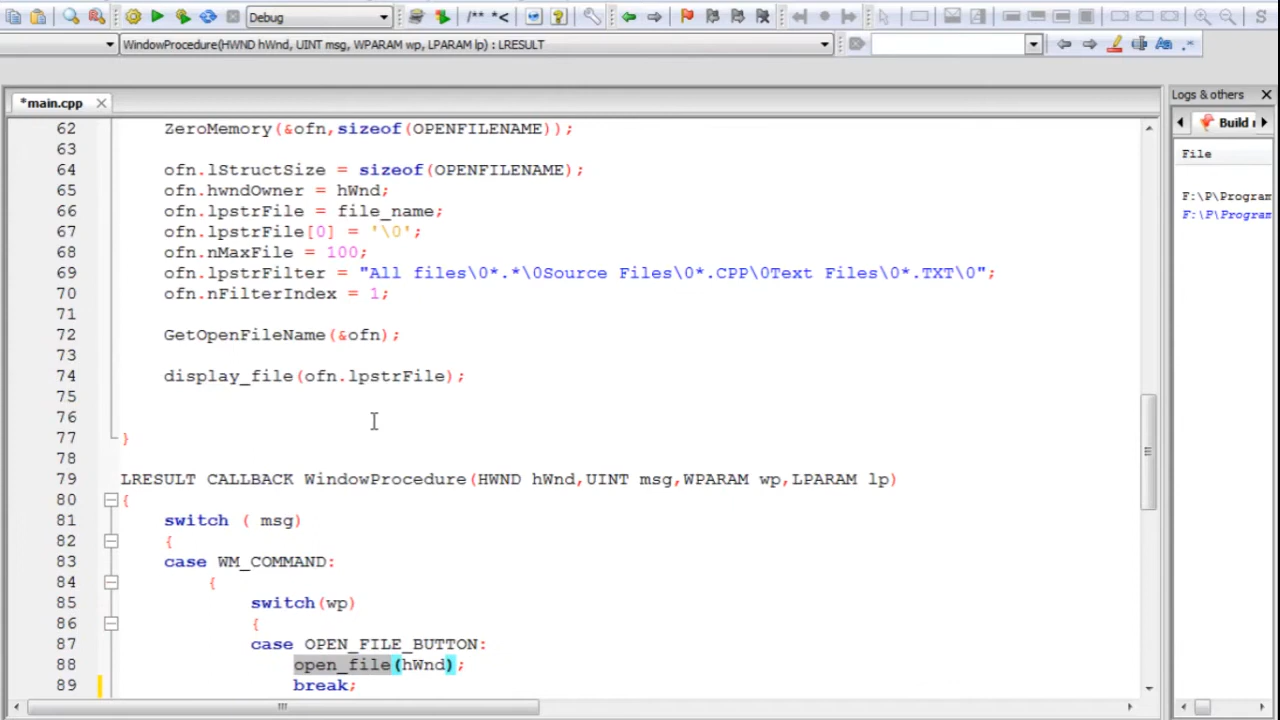 Debug
/** *<
WindowProcedure(HWND hWnd, UINT msg, WPARAM wp, LPARAM lp) : LRESULT
*main.cpp
Logs & others
Build
File
F:\P\Program
F:\P\Program
62 ZeroMemory(&ofn,sizeof(OPENFILENAME));
63
64 ofn.lStructSize = sizeof(OPENFILENAME);
65 ofn.hwndOwner = hWnd;
66 ofn.lpstrFile = file_name;
67 ofn.lpstrFile[0] = '\0';
68 ofn.nMaxFile = 100;
69 ofn.lpstrFilter = "All files\0*.*\0Source Files\0*.CPP\0Text Files\0*.TXT\0";
70 ofn.nFilterIndex = 1;
71
72 GetOpenFileName(&ofn);
73
74 display_file(ofn.lpstrFile);
75
76
77 }
78
79 LRESULT CALLBACK WindowProcedure(HWND hWnd,UINT msg,WPARAM wp,LPARAM lp)
80 {
81 switch ( msg)
82 {
83 case WM_COMMAND:
84 {
85 switch(wp)
86 {
87 case OPEN_FILE_BUTTON:
88 open_file(hWnd);
89 break;